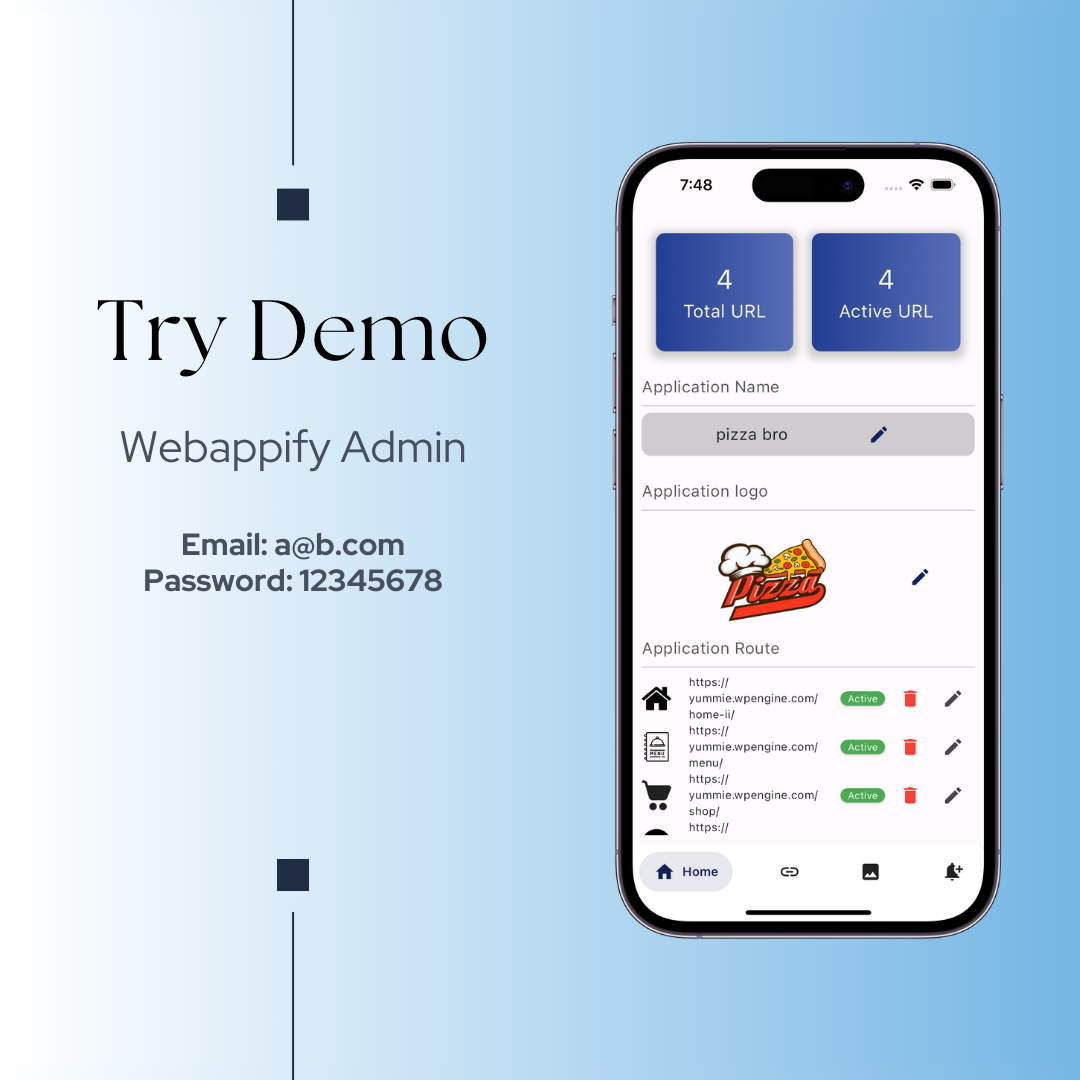 Try Demo
Webappify Admin
Email: a@b.com
Password: 12345678
7:48
4
Total URL
4
Active URL
Application Name
pizza bro
Application logo
Pizza
Application Route
https://
yummie.wpengine.com/
home-ii/
Active
https://
yummie.wpengine.com/
menu/
Active
MENU
https://
yummie.wpengine.com/
shop/
Active
https://
Home